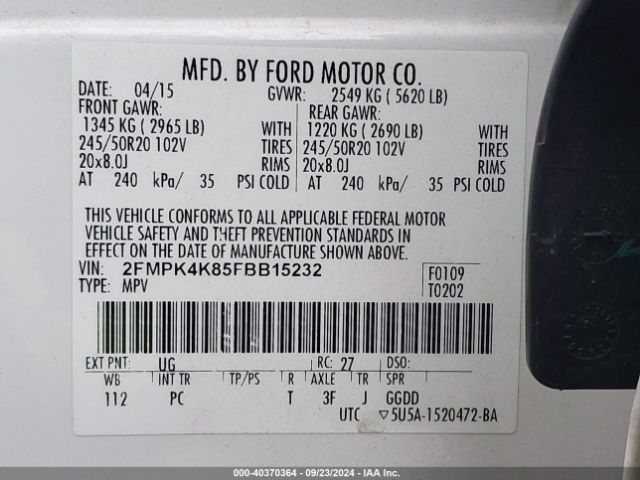 MFD. BY FORD MOTOR CO.
DATE: 04/15 GVWR: 2549 KG ( 5620 LB)
FRONT GAWR: REAR GAWR:
1345 KG ( 2965 LB) WITH 1220 KG ( 2690 LB) WITH
245/50R20 102V TIRES 245/50R20 102V TIRES
20x8.0J RIMS 20x8.0J RIMS
AT 240 kPa/ 35 PSI COLD AT 240 kPa/ 35 PSI COLD
THIS VEHICLE CONFORMS TO ALL APPLICABLE FEDERAL MOTOR
VEHICLE SAFETY AND THEFT PREVENTION STANDARDS IN
EFFECT ON THE DATE OF MANUFACTURE SHOWN ABOVE.
VIN: 2FMPK4K85FBB15232 F0109
TYPE: MPV T0202
EXT PNT: UG RC: 27 DSO:
WB INT TR TP/PS R AXLE TR SPR
112 PC T 3F J GGDD
UTC ▽5U5A-1520472-BA
000-40370364 - 09/23/2024 - IAA Inc.